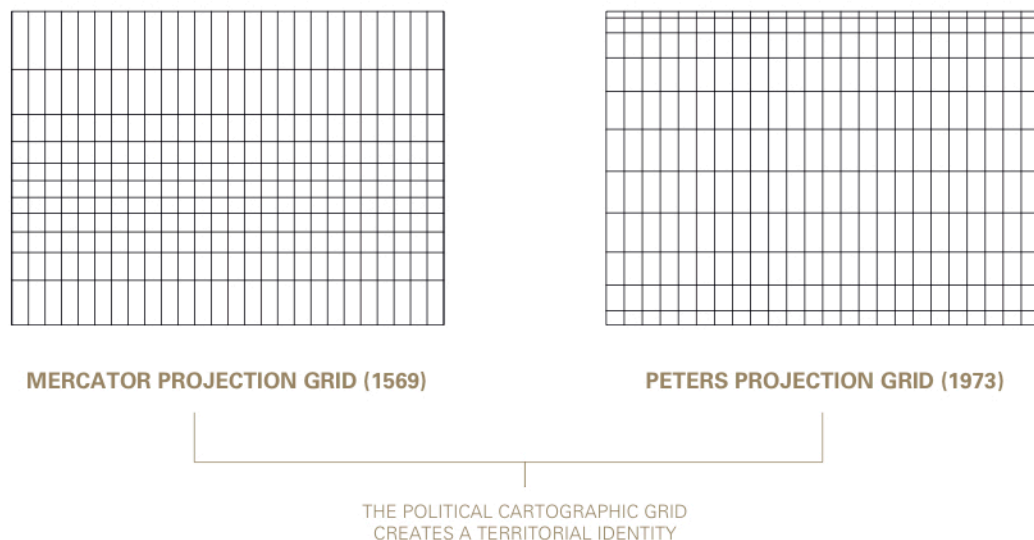 MERCATOR PROJECTION GRID (1569)
PETERS PROJECTION GRID (1973)
THE POLITICAL CARTOGRAPHIC GRID
CREATES A TERRITORIAL IDENTITY